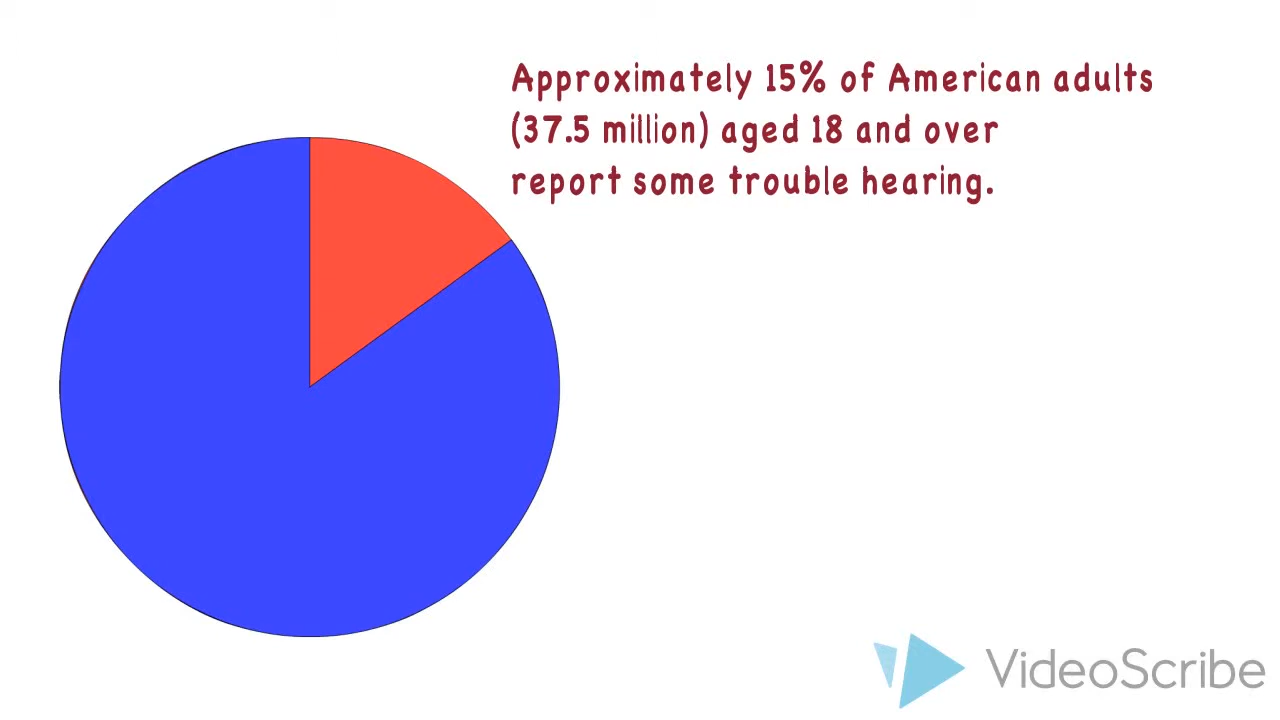 Approximately 15% of American adults
(37.5 million) aged 18 and over
report some trouble hearing.
VideoScribe